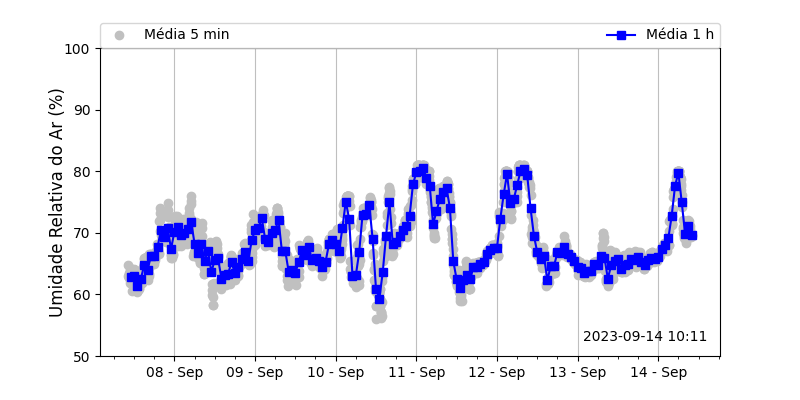 Média 5 min
Média 1 h
Umidade Relativa do Ar (%)
100
90
80
70
60
50
2023-09-14 10:11
08 - Sep
09 - Sep
10 - Sep
11 - Sep
12 - Sep
13 - Sep
14 - Sep